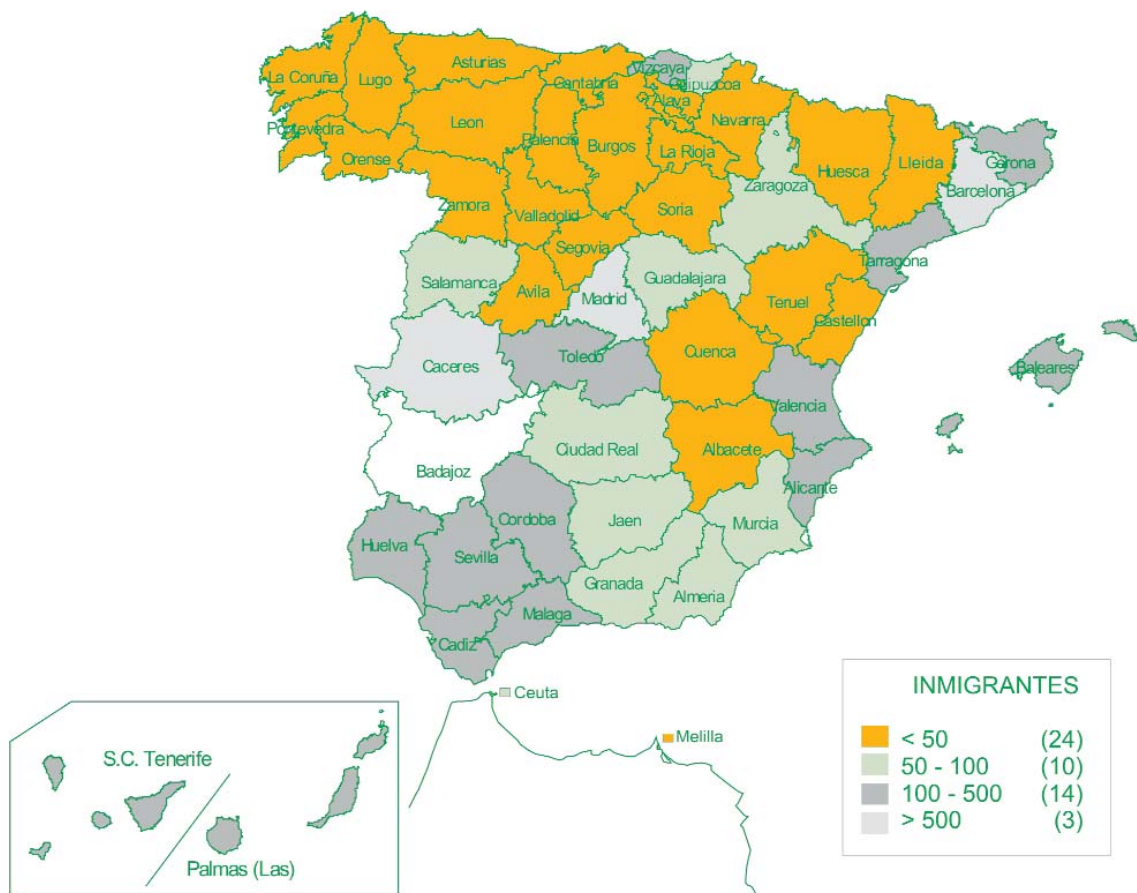 Asturias
La Coruña
Lugo
Cantabria
Vizcaya
Guipuzcoa
Alava
Navarra
Pontevedra
Orense
Leon
Palencia
Burgos
La Rioja
Huesca
Lleida
Gerona
Barcelona
Zaragoza
Zamora
Valladolid
Soria
Segovia
Tarragona
Salamanca
Avila
Madrid
Guadalajara
Teruel
Castellon
Caceres
Toledo
Cuenca
Valencia
Baleares
Badajoz
Ciudad Real
Albacete
Alicante
Cordoba
Jaen
Murcia
Huelva
Sevilla
Granada
Almeria
Malaga
Cadiz
Ceuta
Melilla
S.C. Tenerife
Palmas (Las)
INMIGRANTES
< 50 (24)
50 - 100 (10)
100 - 500 (14)
> 500 (3)